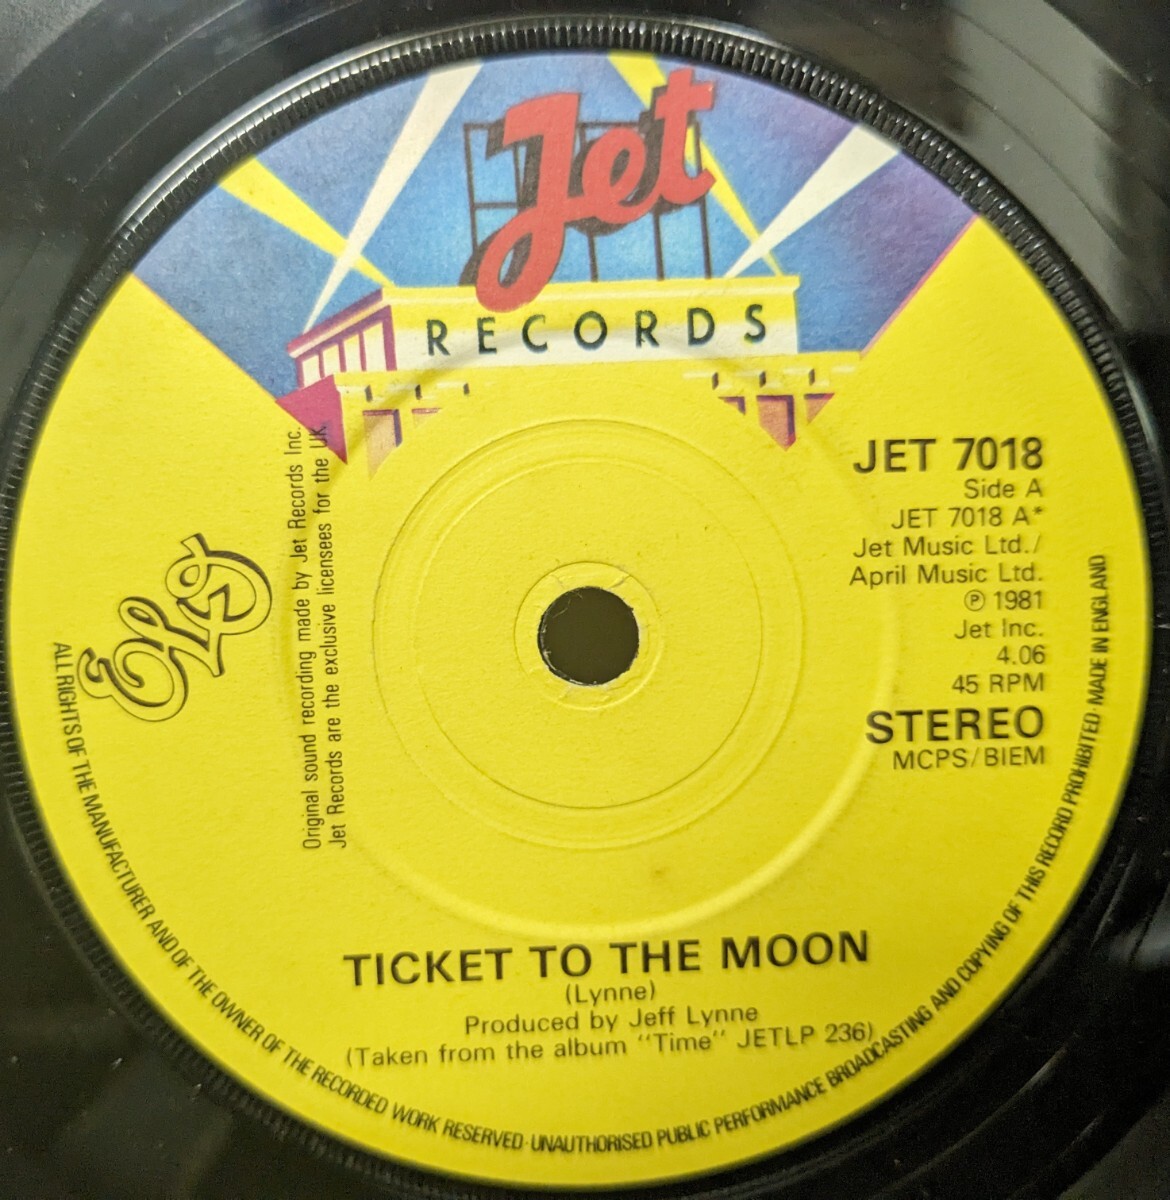 Jet
RECORDS
JET 7018
Side A
JET 7018 A*
Jet Music Ltd./
April Music Ltd.
℗ 1981
Jet Inc.
4.06
45 RPM
STEREO
MCPS/BIEM
ELO
Original sound recording made by Jet Records Inc.
Jet Records are the exclusive licensees for the UK
TICKET TO THE MOON
(Lynne)
Produced by Jeff Lynne
(Taken from the album "Time" JETLP 236)
ALL RIGHTS OF THE MANUFACTURER AND OF THE OWNER OF THE RECORDED WORK RESERVED · UNAUTHORISED PUBLIC PERFORMANCE BROADCASTING AND COPYING OF THIS RECORD PROHIBITED · MADE IN ENGLAND